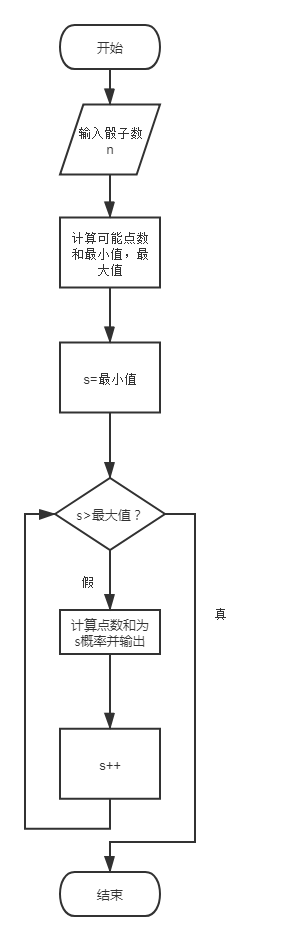 开始
输入骰子数
n
计算可能点数
和最小值，最
大值
s=最小值
s>最大值？
假
真
计算点数和为
s概率并输出
s++
结束